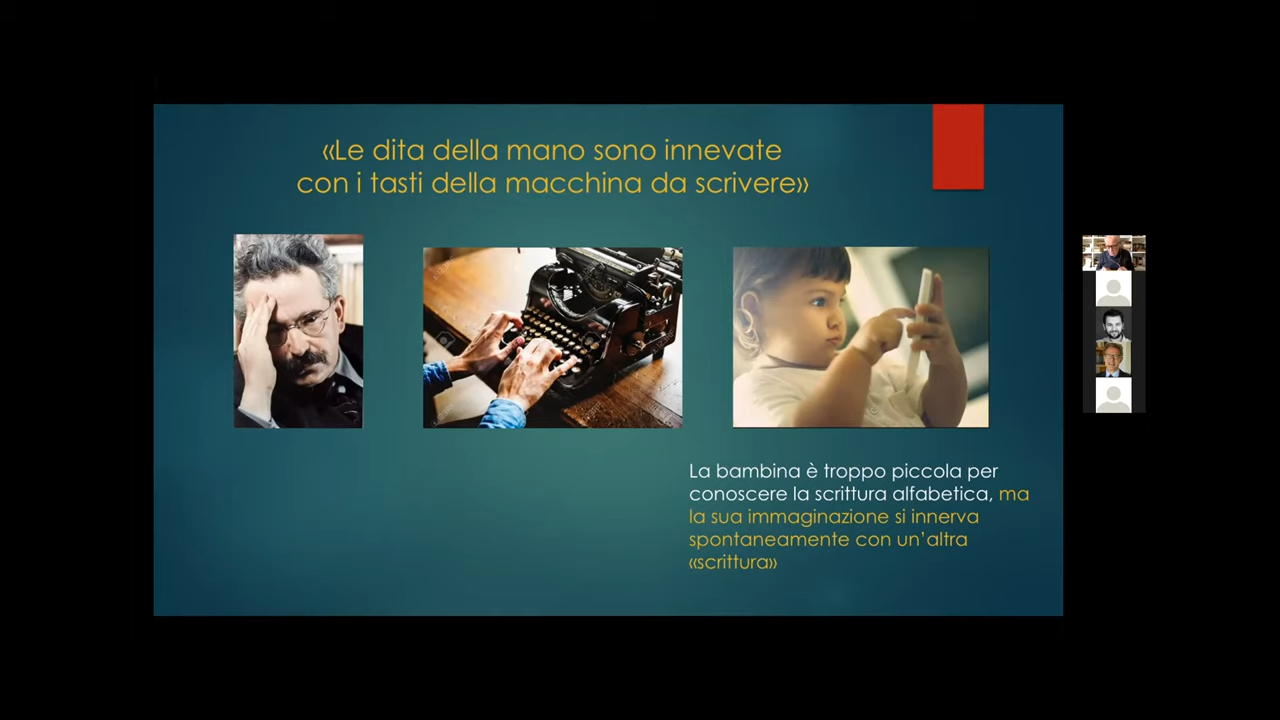 «Le dita della mano sono innevate
con i tasti della macchina da scrivere»
La bambina è troppo piccola per
conoscere la scrittura alfabetica, ma
la sua immaginazione si innerva
spontaneamente con un'altra
«scrittura»